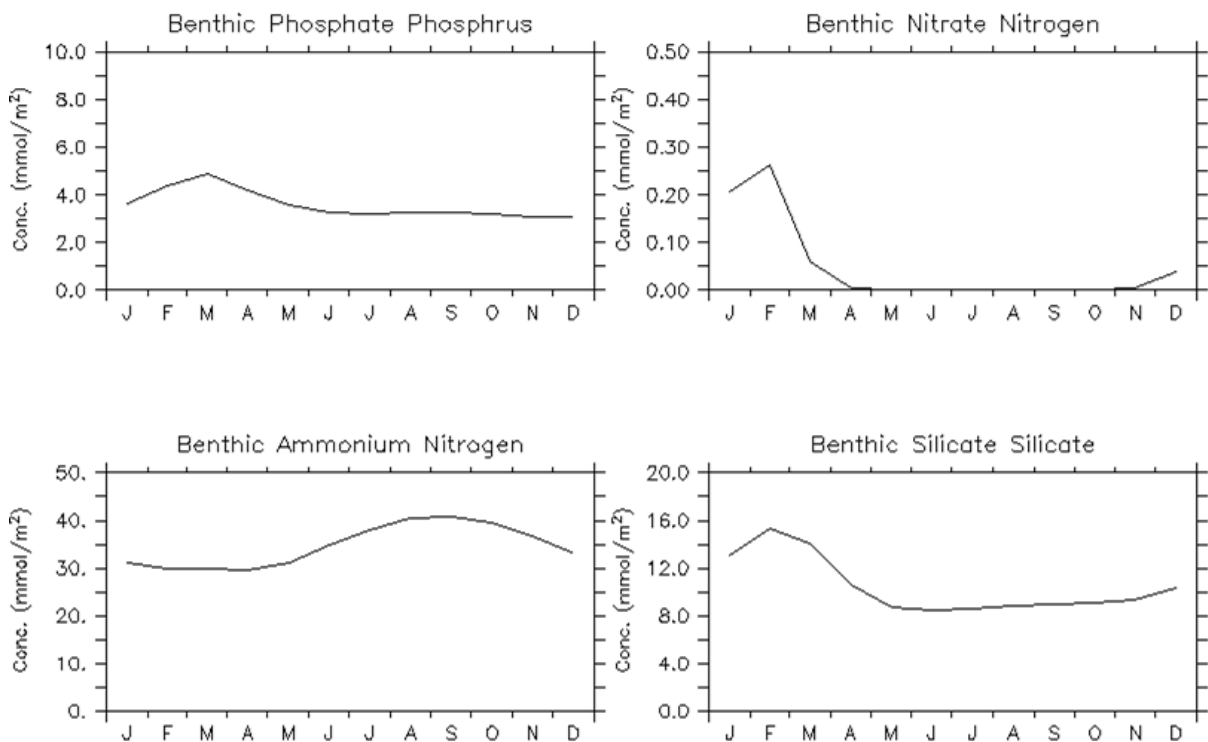 Benthic Phosphate Phosphrus
Conc. (mmol/m²)
10.0
8.0
6.0
4.0
2.0
0.0
J F M A M J J A S O N D
Benthic Nitrate Nitrogen
Conc. (mmol/m²)
0.50
0.40
0.30
0.20
0.10
0.00
J F M A M J J A S O N D
Benthic Ammonium Nitrogen
Conc. (mmol/m²)
50.
40.
30.
20.
10.
0.
J F M A M J J A S O N D
Benthic Silicate Silicate
Conc. (mmol/m²)
20.0
16.0
12.0
8.0
4.0
0.0
J F M A M J J A S O N D